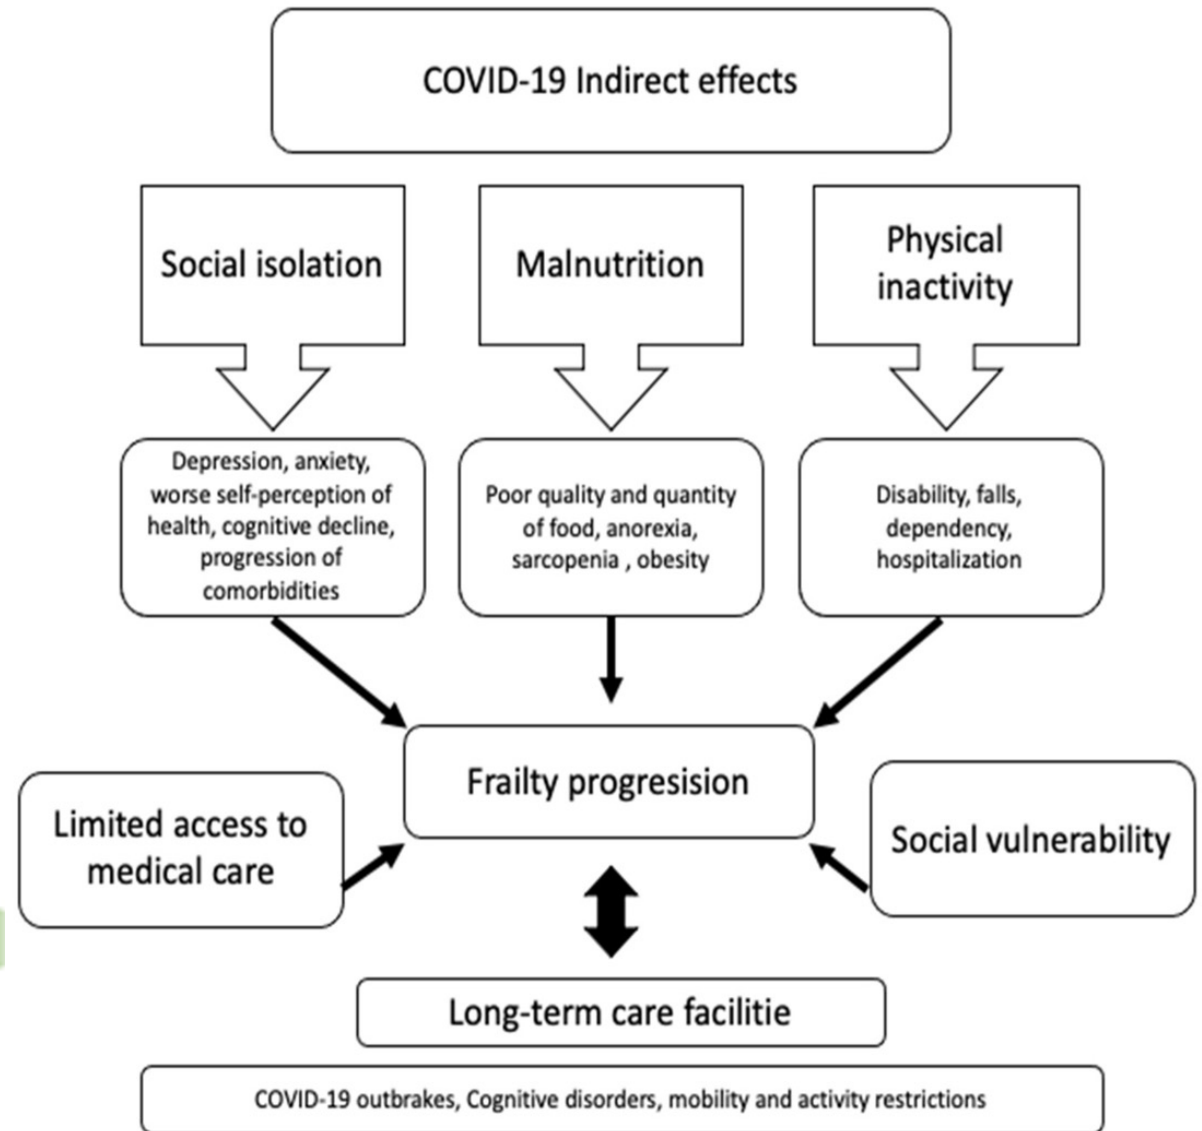 COVID-19 Indirect effects
Social isolation
Malnutrition
Physical
inactivity
Depression, anxiety,
worse self-perception of
health, cognitive decline,
progression of
comorbidities
Poor quality and quantity
of food, anorexia,
sarcopenia , obesity
Disability, falls,
dependency,
hospitalization
Frailty progresision
Limited access to
medical care
Social vulnerability
Long-term care facilitie
COVID-19 outbrakes, Cognitive disorders, mobility and activity restrictions